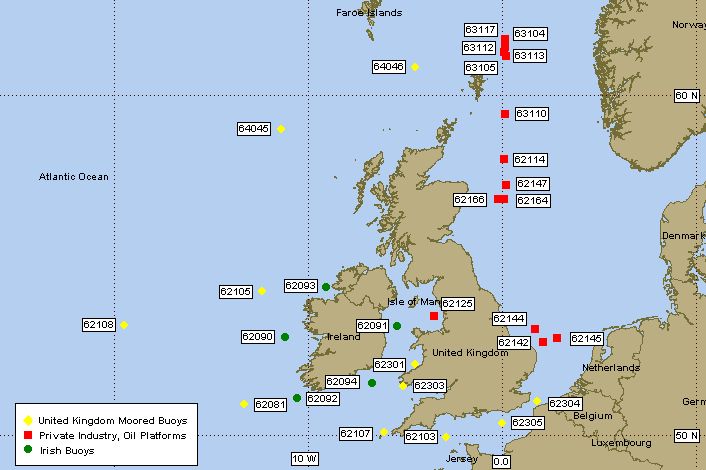 Faroe Islands
Norway
63117
63104
63112
63113
63105
64046
60 N
63110
64045
62114
Atlantic Ocean
62147
62166
62164
Denmark
62093
62105
Isle of Man
62125
62108
62091
62144
62090
Ireland
62142
62145
United Kingdom
62301
Netherlands
62094
62303
62092
62081
62304
Germ
Belgium
United Kingdom Moored Buoys
Private Industry, Oil Platforms
Irish Buoys
62107
62103
62305
50 N
Luxembourg
10 W
Jersey
0.0